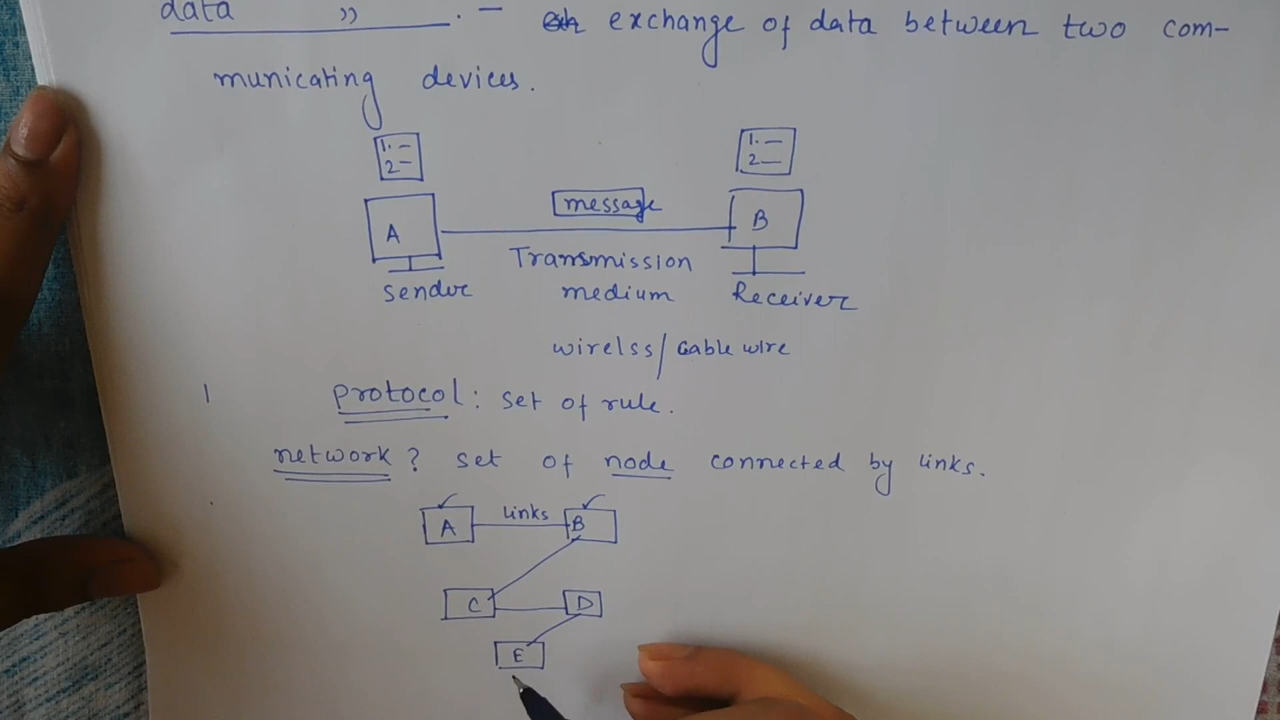 data " . - exchange of data between two com-
municating devices.
1. —
2 —
1. —
2 —
message
A
B
Transmission
medium
Sender
Receiver
wirelss / cable wire
1
protocol : set of rule.
network ? set of node connected by links.
A
links
B
C
D
E